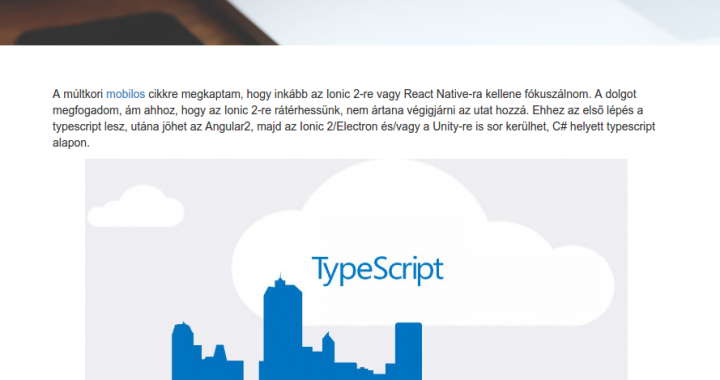 A múltkori mobilos cikkre megkaptam, hogy inkább az Ionic 2-re vagy React Native-ra kellene fókuszálnom. A dolgot
megfogadom, ám ahhoz, hogy az Ionic 2-re rátérhessünk, nem ártana végigjárni az utat hozzá. Ehhez az első lépés a
typescript lesz, utána jöhet az Angular2, majd az Ionic 2/Electron és/vagy a Unity-re is sor kerülhet, C# helyett typescript
alapon.
TypeScript